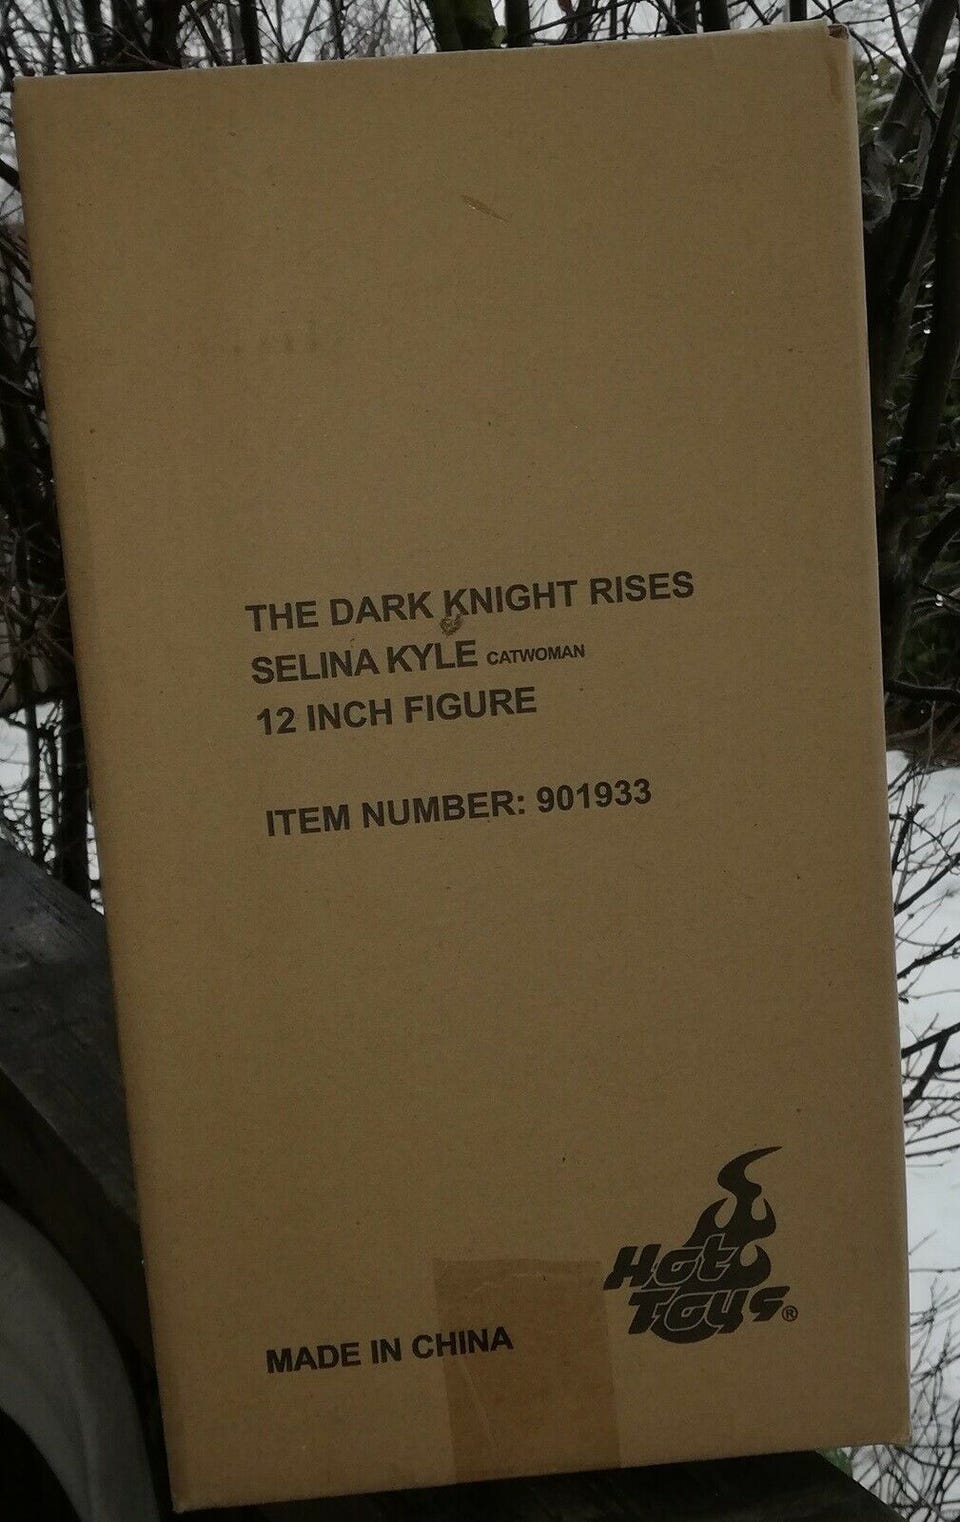 THE DARK KNIGHT RISES
SELINA KYLE CATWOMAN
12 INCH FIGURE
ITEM NUMBER: 901933
Hot
Toys®
MADE IN CHINA